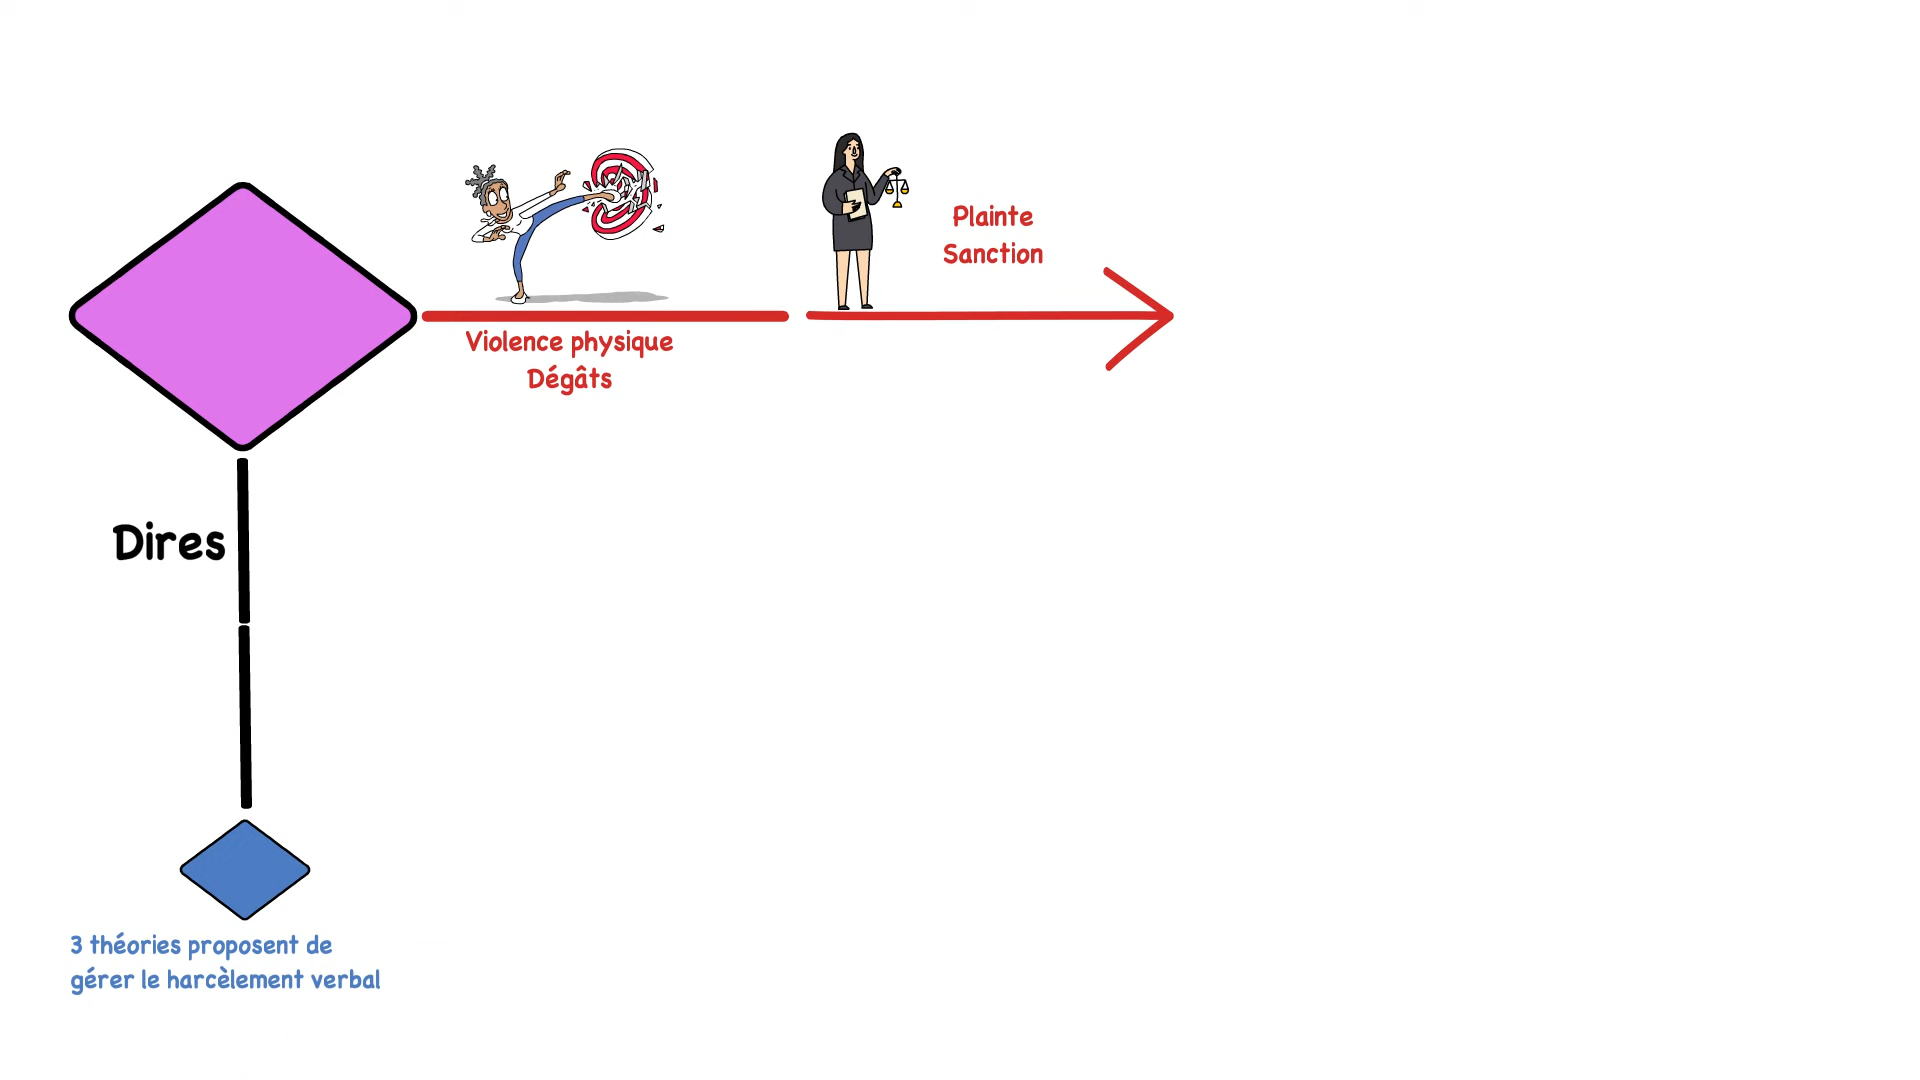 Plainte
Sanction
Violence physique
Dégâts
Dires
3 théories proposent de
gérer le harcèlement verbal